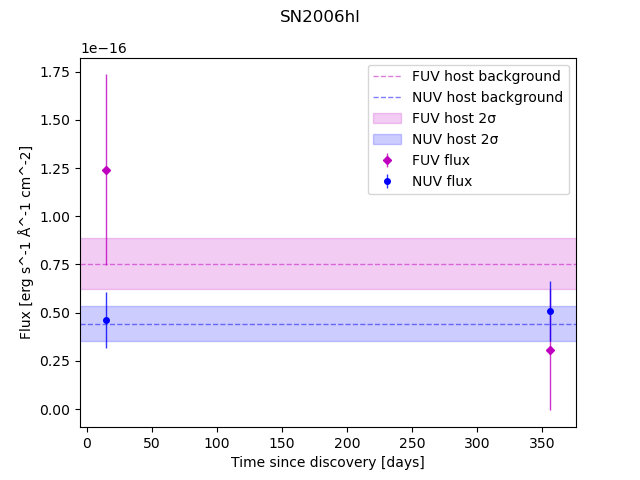 SN2006hl
1e−16
1.75
1.50
1.25
1.00
0.75
0.50
0.25
0.00
Flux [erg s^-1 Å^-1 cm^-2]
FUV host background
NUV host background
FUV host 2σ
NUV host 2σ
FUV flux
NUV flux
0 50 100 150 200 250 300 350
Time since discovery [days]